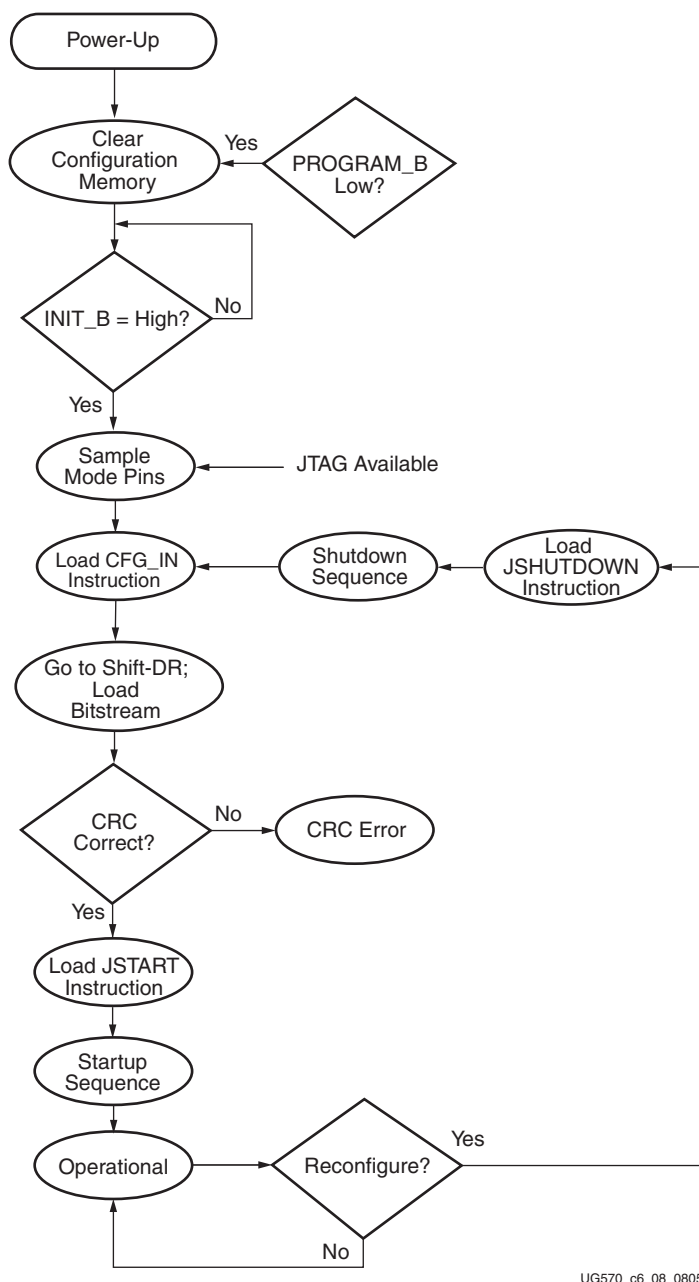 Power-Up
Clear
Configuration
Memory
Yes
PROGRAM_B
Low?
INIT_B = High?
No
Yes
Sample
Mode Pins
JTAG Available
Load CFG_IN
Instruction
Shutdown
Sequence
Load
JSHUTDOWN
Instruction
Go to Shift-DR;
Load
Bitstream
CRC
Correct?
No
CRC Error
Yes
Load JSTART
Instruction
Startup
Sequence
Operational
Reconfigure?
Yes
No
UG570_c6_08_0805